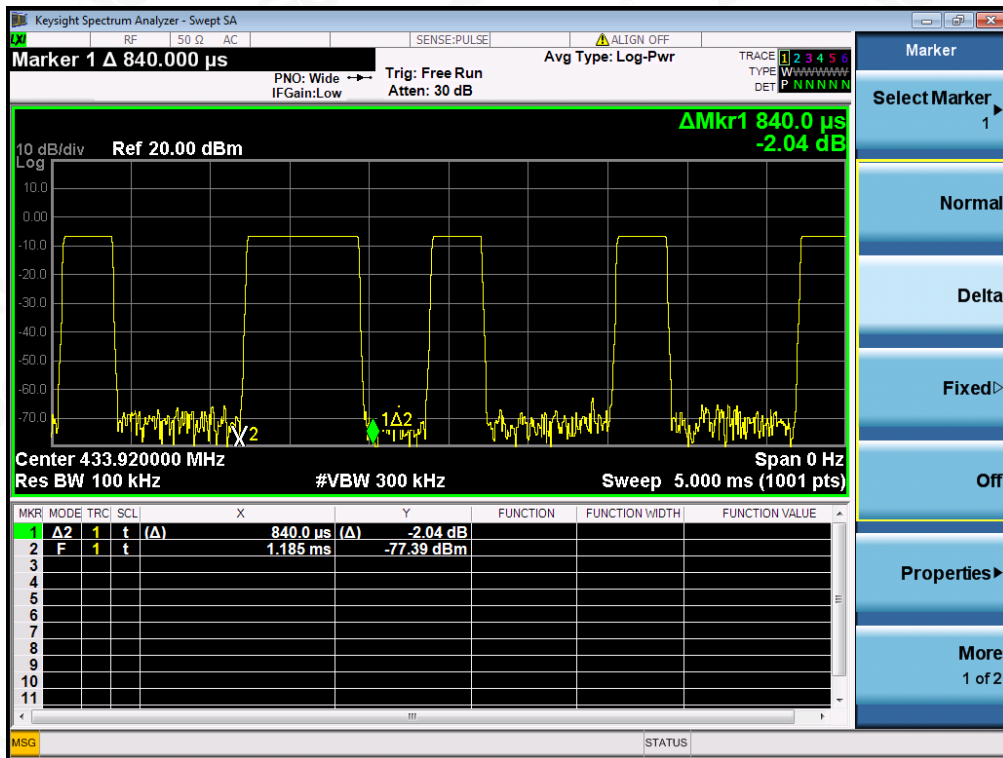 Keysight Spectrum Analyzer - Swept SA
LXI RF 50 Ω AC SENSE:PULSE ALIGN OFF
Marker 1 Δ 840.000 µs
PNO: Wide
IFGain:Low
Trig: Free Run
Atten: 30 dB
Avg Type: Log-Pwr
TRACE 1 2 3 4 5 6
TYPE WWWWWW
DET P N N N N N
ΔMkr1 840.0 µs
-2.04 dB
10 dB/div Ref 20.00 dBm
Log
10.0
0.00
-10.0
-20.0
-30.0
-40.0
-50.0
-60.0
-70.0
1Δ2
2
Center 433.920000 MHz Span 0 Hz
Res BW 100 kHz #VBW 300 kHz Sweep 5.000 ms (1001 pts)
MKR MODE TRC SCL X Y FUNCTION FUNCTION WIDTH FUNCTION VALUE
1 Δ2 1 t (Δ) 840.0 µs (Δ) -2.04 dB
2 F 1 t 1.185 ms -77.39 dBm
3
4
5
6
7
8
9
10
11
MSG STATUS
Marker
Select Marker
1
Normal
Delta
Fixed
Off
Properties
More
1 of 2